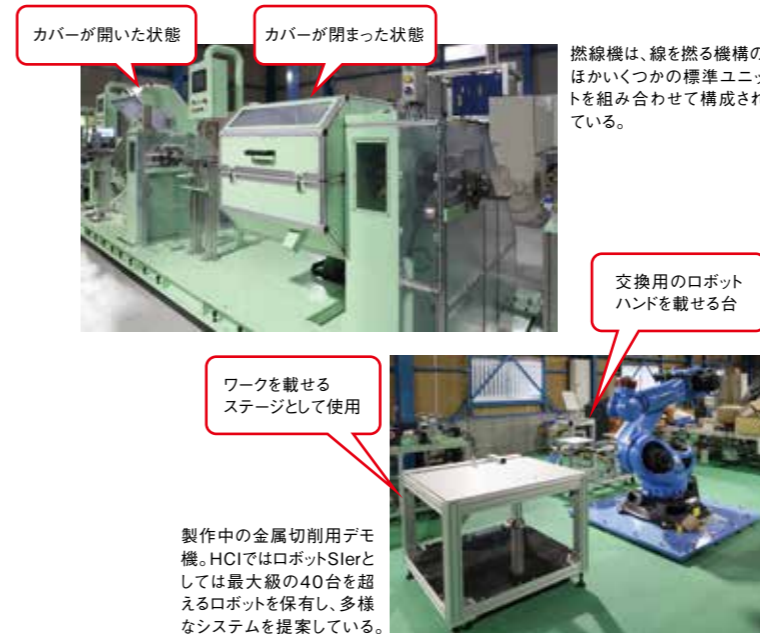 カバーが開いた状態
カバーが閉まった状態
撚線機は、線を撚る機構の
ほかいくつかの標準ユニッ
トを組み合わせて構成され
ている。
交換用のロボット
ハンドを載せる台
ワークを載せる
ステージとして使用
製作中の金属切削用デモ
機。HCIではロボットSIerと
しては最大級の40台を超
えるロボットを保有し、多様
なシステムを提案している。